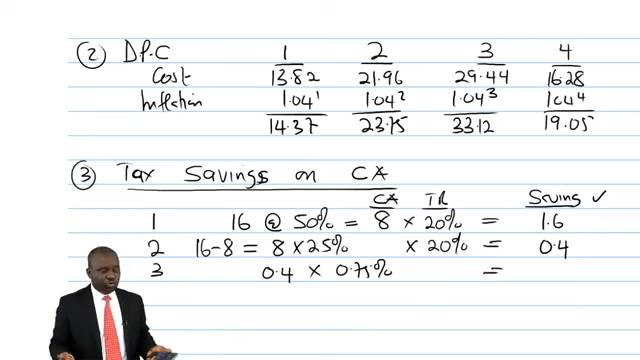 ② D.P.C 1 2 3 4
Cost 13.82 21.96 29.44 16.28
Inflation 1.04¹ 1.04² 1.04³ 1.04⁴
14.37 23.75 33.12 19.05
③ Tax Savings on CA
CA TR Saving ✓
1 16 @ 50% = 8 × 20% = 1.6
2 16-8 = 8 × 25% × 20% = 0.4
3 0.4 × 0.75% =